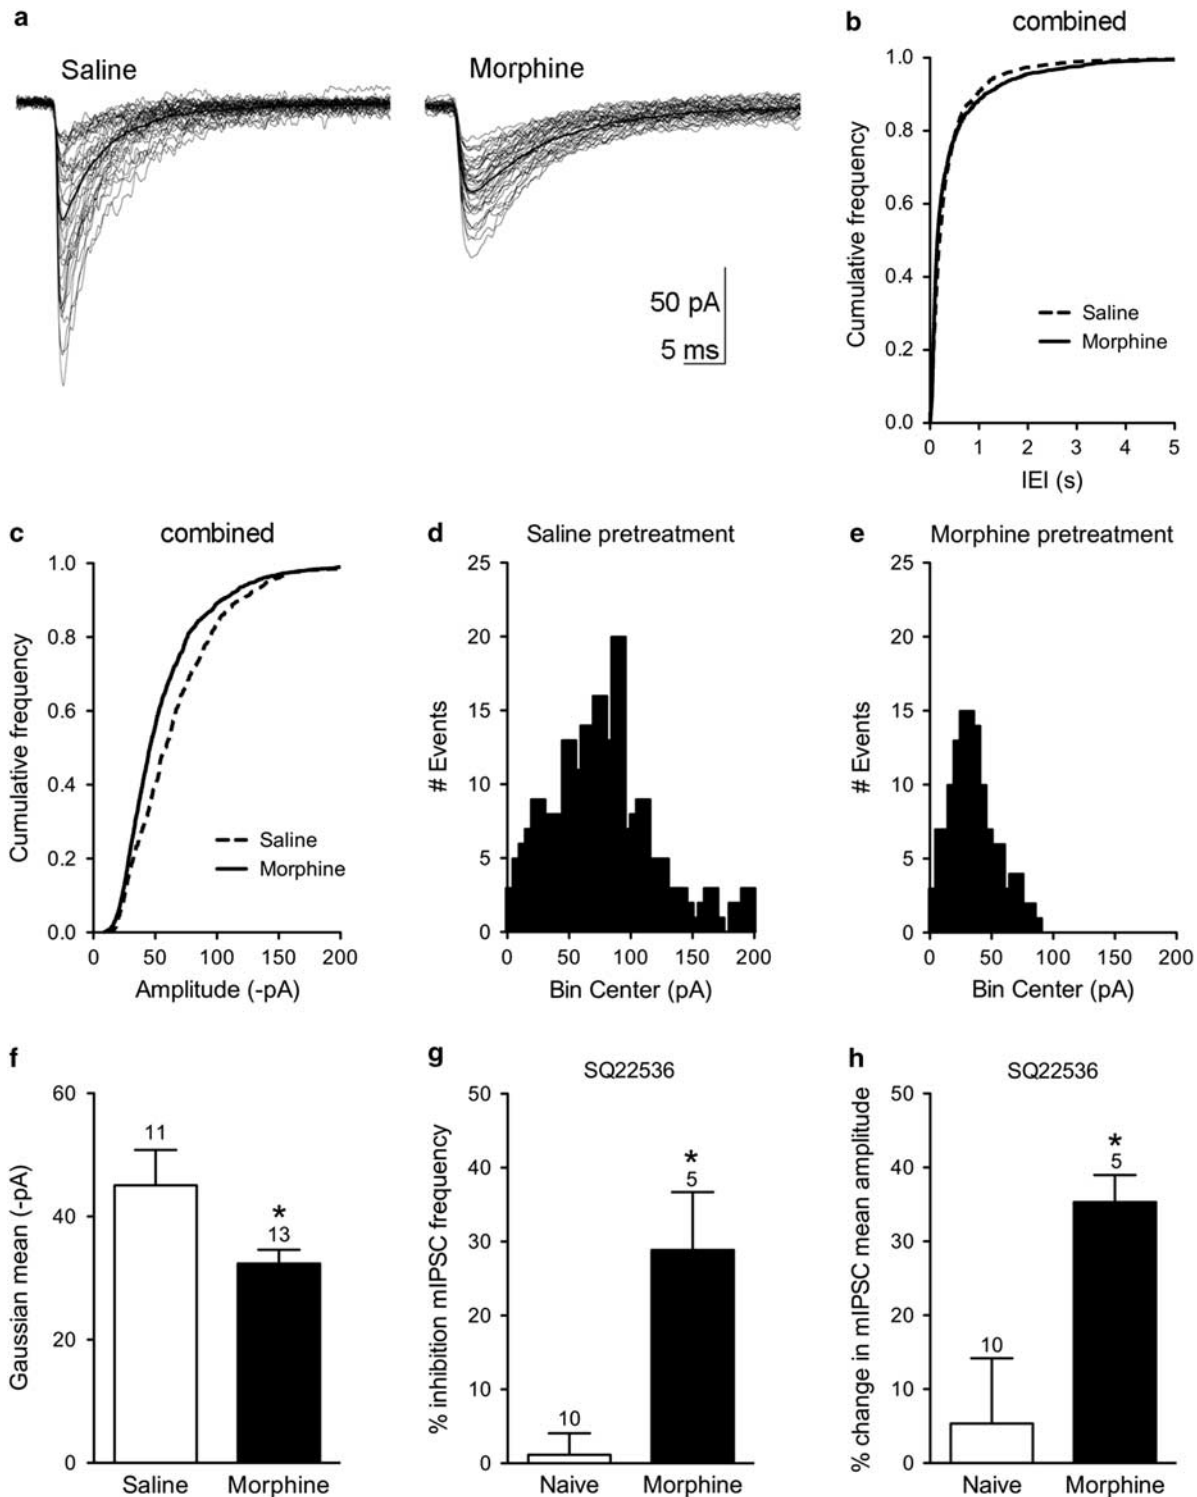 a
Saline
Morphine
50 pA
5 ms
b
combined
Cumulative frequency
1.0
0.8
0.6
0.4
0.2
0.0
Saline
Morphine
0 1 2 3 4 5
IEI (s)
c
combined
Cumulative frequency
1.0
0.8
0.6
0.4
0.2
0.0
Saline
Morphine
0 50 100 150 200
Amplitude (-pA)
d
Saline pretreatment
# Events
25
20
15
10
5
0
0 50 100 150 200
Bin Center (pA)
e
Morphine pretreatment
# Events
25
20
15
10
5
0
0 50 100 150 200
Bin Center (pA)
f
Gaussian mean (-pA)
60
40
20
0
11
*
13
Saline Morphine
g
SQ22536
% inhibition mIPSC frequency
50
40
30
20
10
0
10
*
5
Naive Morphine
h
SQ22536
% change in mIPSC mean amplitude
50
40
30
20
10
0
10
*
5
Naive Morphine